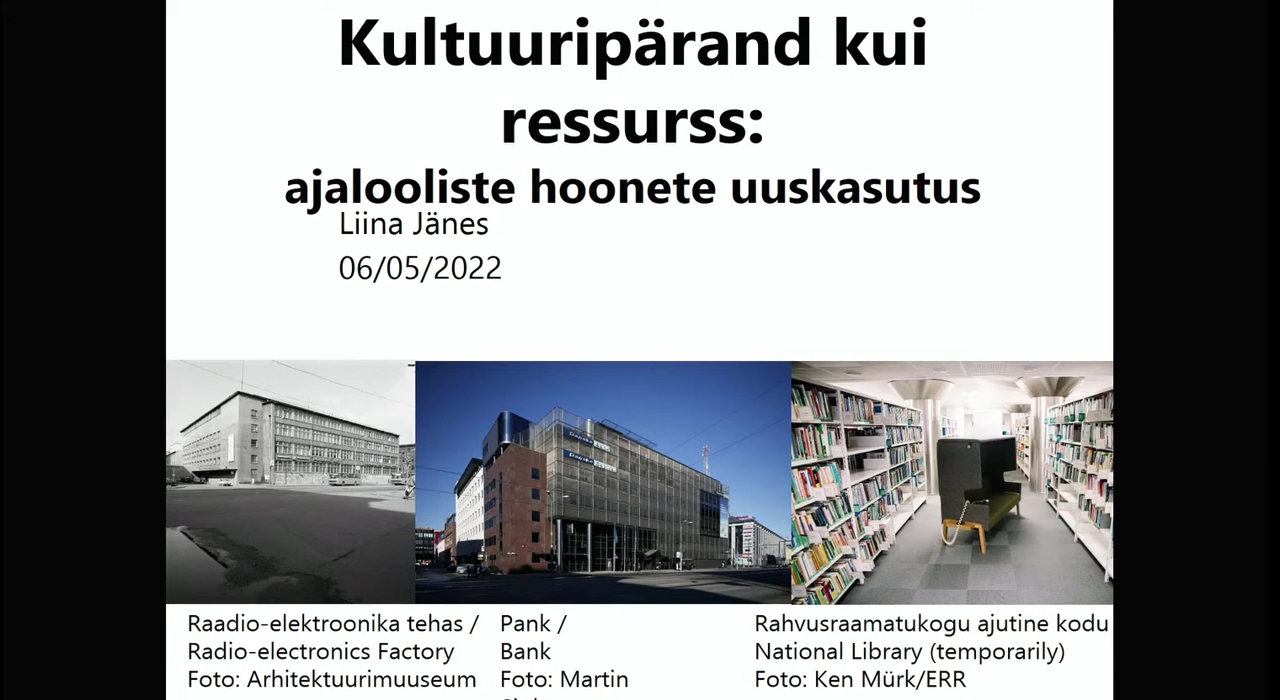 Kultuuripärand kui
ressurss:
ajalooliste hoonete uuskasutus
Liina Jänes
06/05/2022
Raadio-elektroonika tehas /
Radio-electronics Factory
Foto: Arhitektuurimuuseum
Pank /
Bank
Foto: Martin
Rahvusraamatukogu ajutine kodu
National Library (temporarily)
Foto: Ken Mürk/ERR